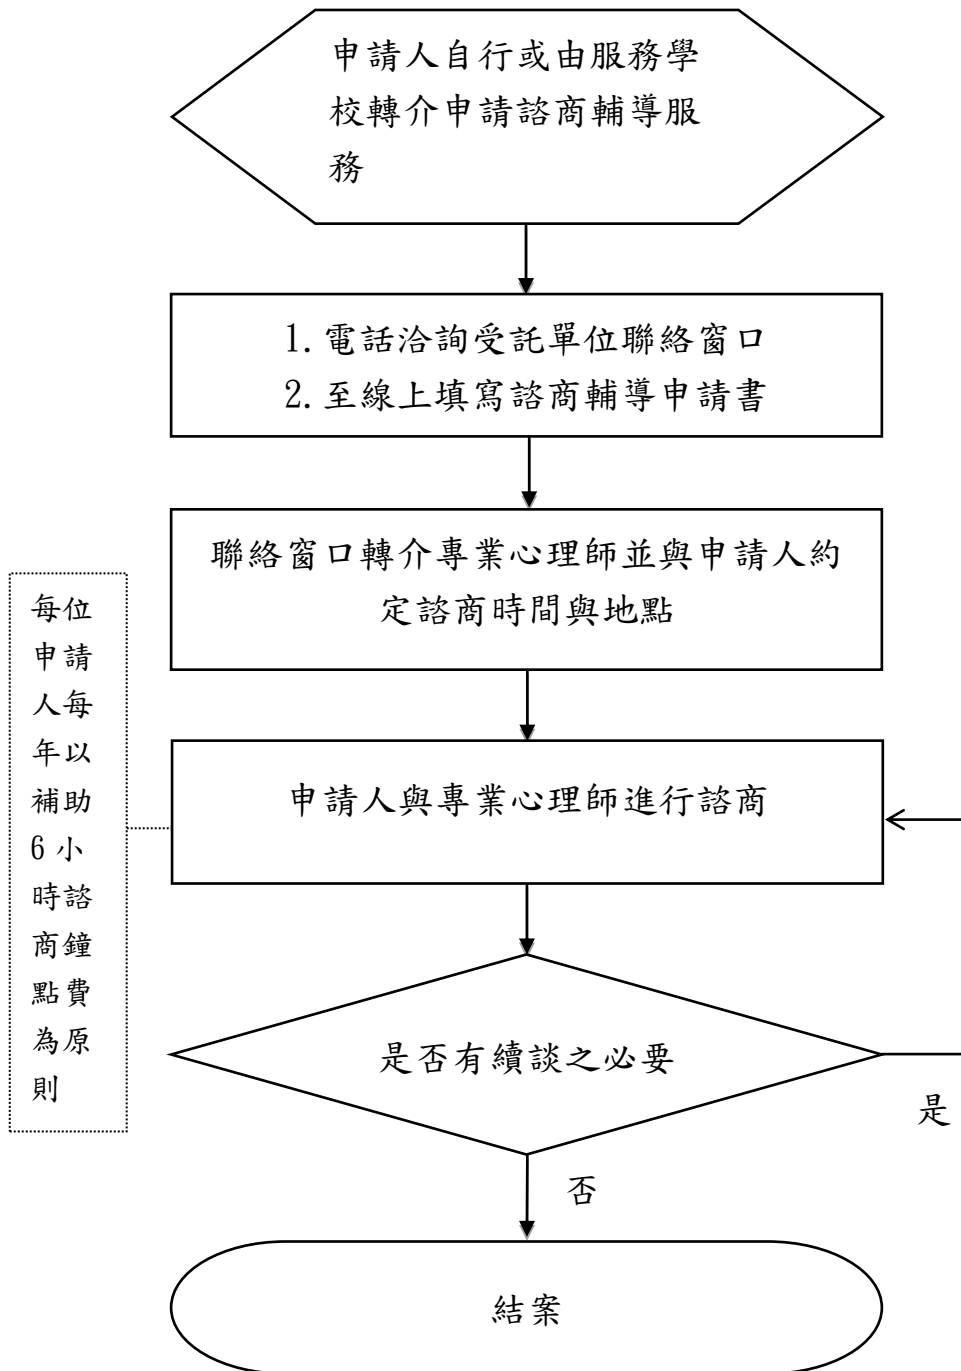 申請人自行或由服務學
校轉介申請諮商輔導服
務
1. 電話洽詢受託單位聯絡窗口
2. 至線上填寫諮商輔導申請書
聯絡窗口轉介專業心理師並與申請人約
定諮商時間與地點
每位
申請
人每
年以
補助
6 小
時諮
商鐘
點費
為原
則
申請人與專業心理師進行諮商
是否有續談之必要
是
否
結案